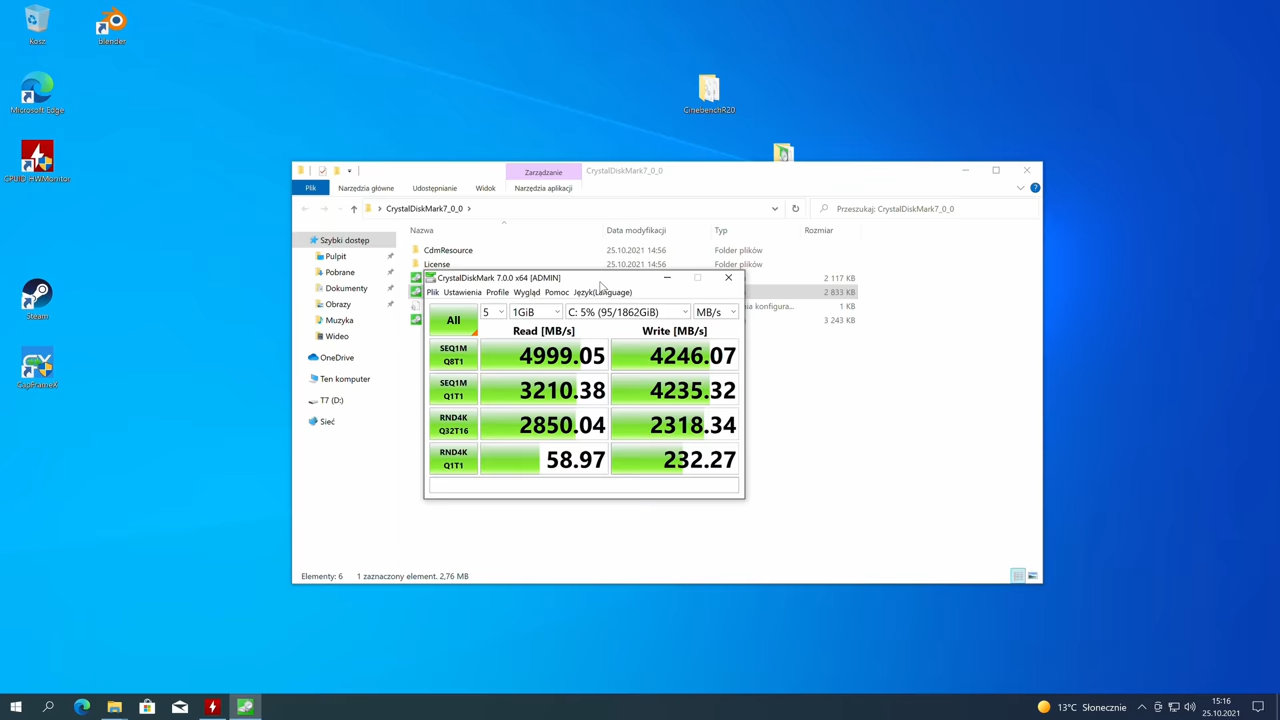 Kosz
blender
Microsoft Edge
CPUID HWMonitor
Steam
CapFrameX
CinebenchR20
Zarządzanie
CrystalDiskMark7_0_0
Plik
Narzędzia główne
Udostępnianie
Widok
Narzędzia aplikacji
CrystalDiskMark7_0_0
Przeszukaj: CrystalDiskMark7_0_0
Szybki dostęp
Pulpit
Pobrane
Dokumenty
Obrazy
Muzyka
Wideo
OneDrive
Ten komputer
T7 (D:)
Sieć
Nazwa Data modyfikacji Typ Rozmiar
CdmResource 25.10.2021 14:56 Folder plików
License 25.10.2021 14:56 Folder plików
2 117 KB
2 833 KB
3 243 KB
CrystalDiskMark 7.0.0 x64 [ADMIN]
Plik Ustawienia Profile Wygląd Pomoc Язык(Language)
All 5 1GiB C: 5% (95/1862GiB) MB/s
Read [MB/s] Write [MB/s]
SEQ1M
Q8T1
4999.05 4246.07
SEQ1M
Q1T1
3210.38 4235.32
RND4K
Q32T16
2850.04 2318.34
RND4K
Q1T1
58.97 232.27
Elementy: 6 1 zaznaczony element. 2,76 MB
13°C Słonecznie
15:16
25.10.2021